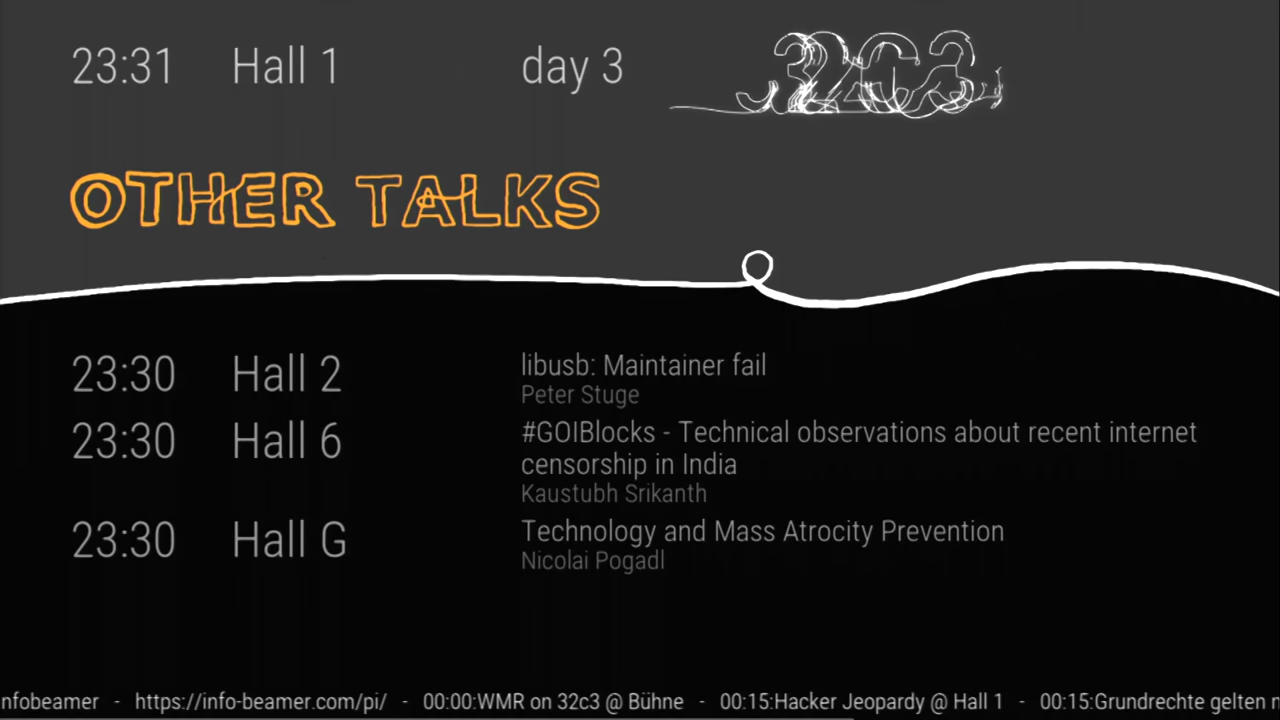 23:31 Hall 1 day 3 32c3
OTHER TALKS
23:30 Hall 2 libusb: Maintainer fail
Peter Stuge
23:30 Hall 6 #GOIBlocks - Technical observations about recent internet
censorship in India
Kaustubh Srikanth
23:30 Hall G Technology and Mass Atrocity Prevention
Nicolai Pogadl
nfobeamer - https://info-beamer.com/pi/ - 00:00:WMR on 32c3 @ Bühne - 00:15:Hacker Jeopardy @ Hall 1 - 00:15:Grundrechte gelten